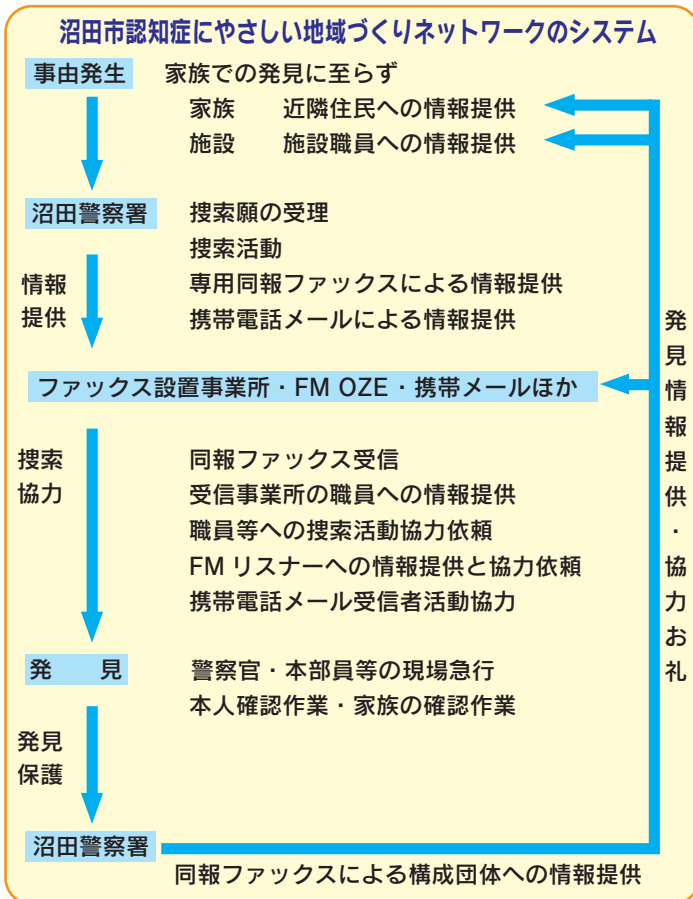 沼田市認知症にやさしい地域づくりネットワークのシステム
事由発生 家族での発見に至らず
家族 近隣住民への情報提供
施設 施設職員への情報提供
沼田警察署 捜索願の受理
捜索活動
情報提供
専用同報ファックスによる情報提供
携帯電話メールによる情報提供
ファックス設置事業所・FM OZE・携帯メールほか
捜索協力
同報ファックス受信
受信事業所の職員への情報提供
職員等への捜索活動協力依頼
FM リスナーへの情報提供と協力依頼
携帯電話メール受信者活動協力
発 見 警察官・本部員等の現場急行
本人確認作業・家族の確認作業
発見保護
沼田警察署
同報ファックスによる構成団体への情報提供
発見情報提供・協力お礼